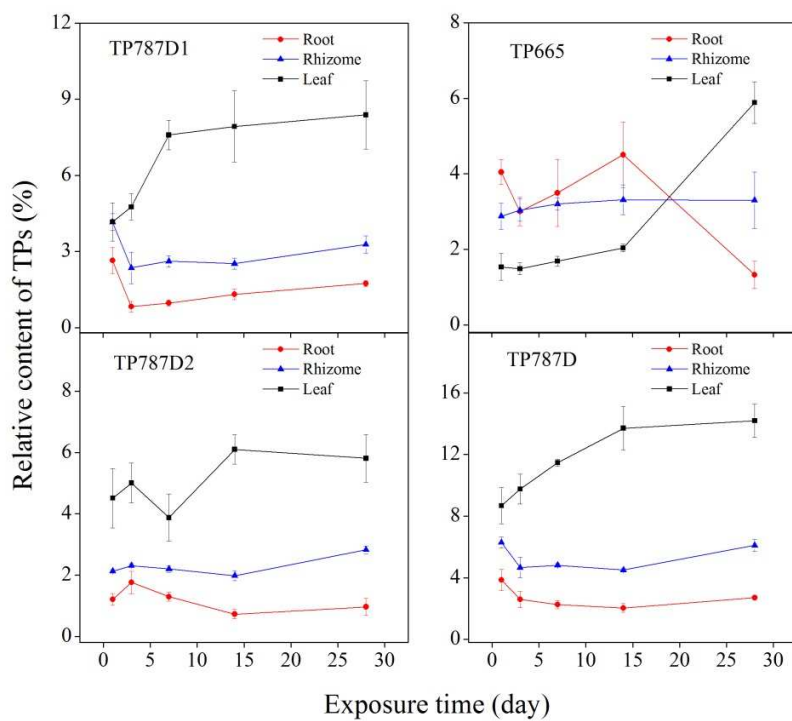 Relative content of TPs (%)
12
9
6
3
0
TP787D1
Root
Rhizome
Leaf
8
6
4
2
0
TP665
Root
Rhizome
Leaf
8
6
4
2
0
TP787D2
Root
Rhizome
Leaf
0 5 10 15 20 25 30
16
12
8
4
0
TP787D
Root
Rhizome
Leaf
0 5 10 15 20 25 30
Exposure time (day)